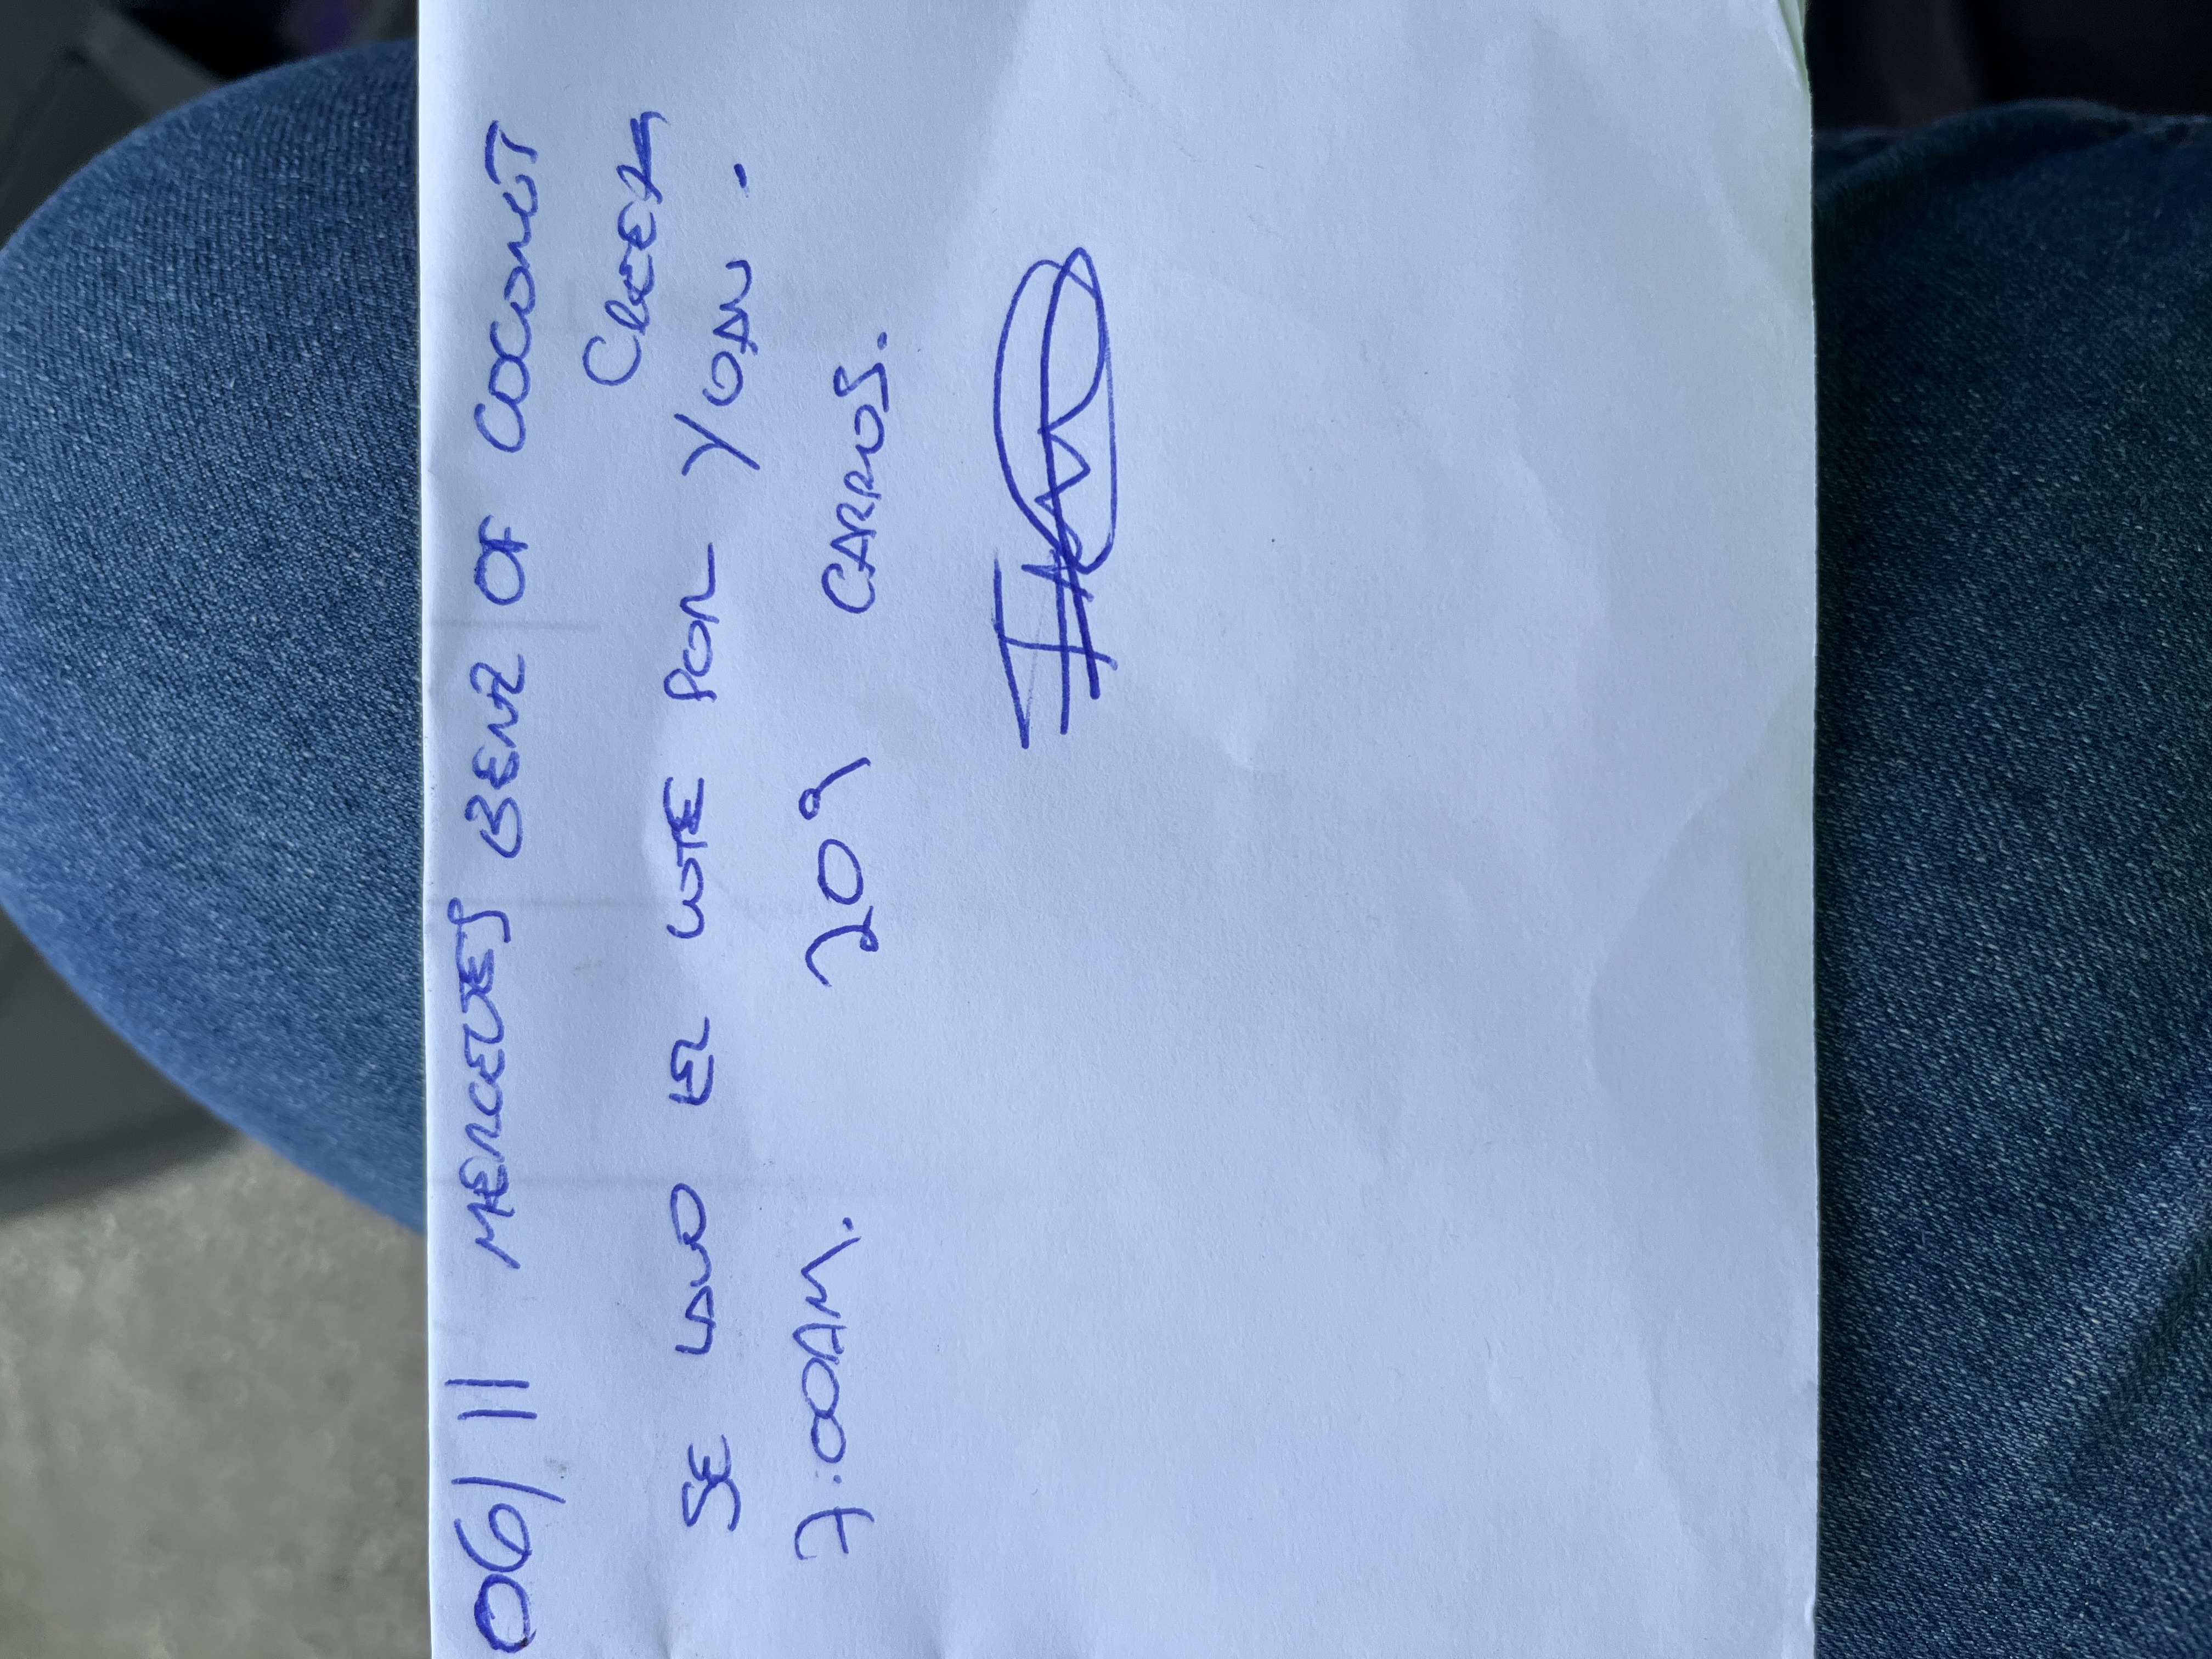 06/11 MERCEDES BENZ OF COCONUT
CREEK
SE LAVO EL LOTE POR YOAN.
7:00AM. 209 CARROS.